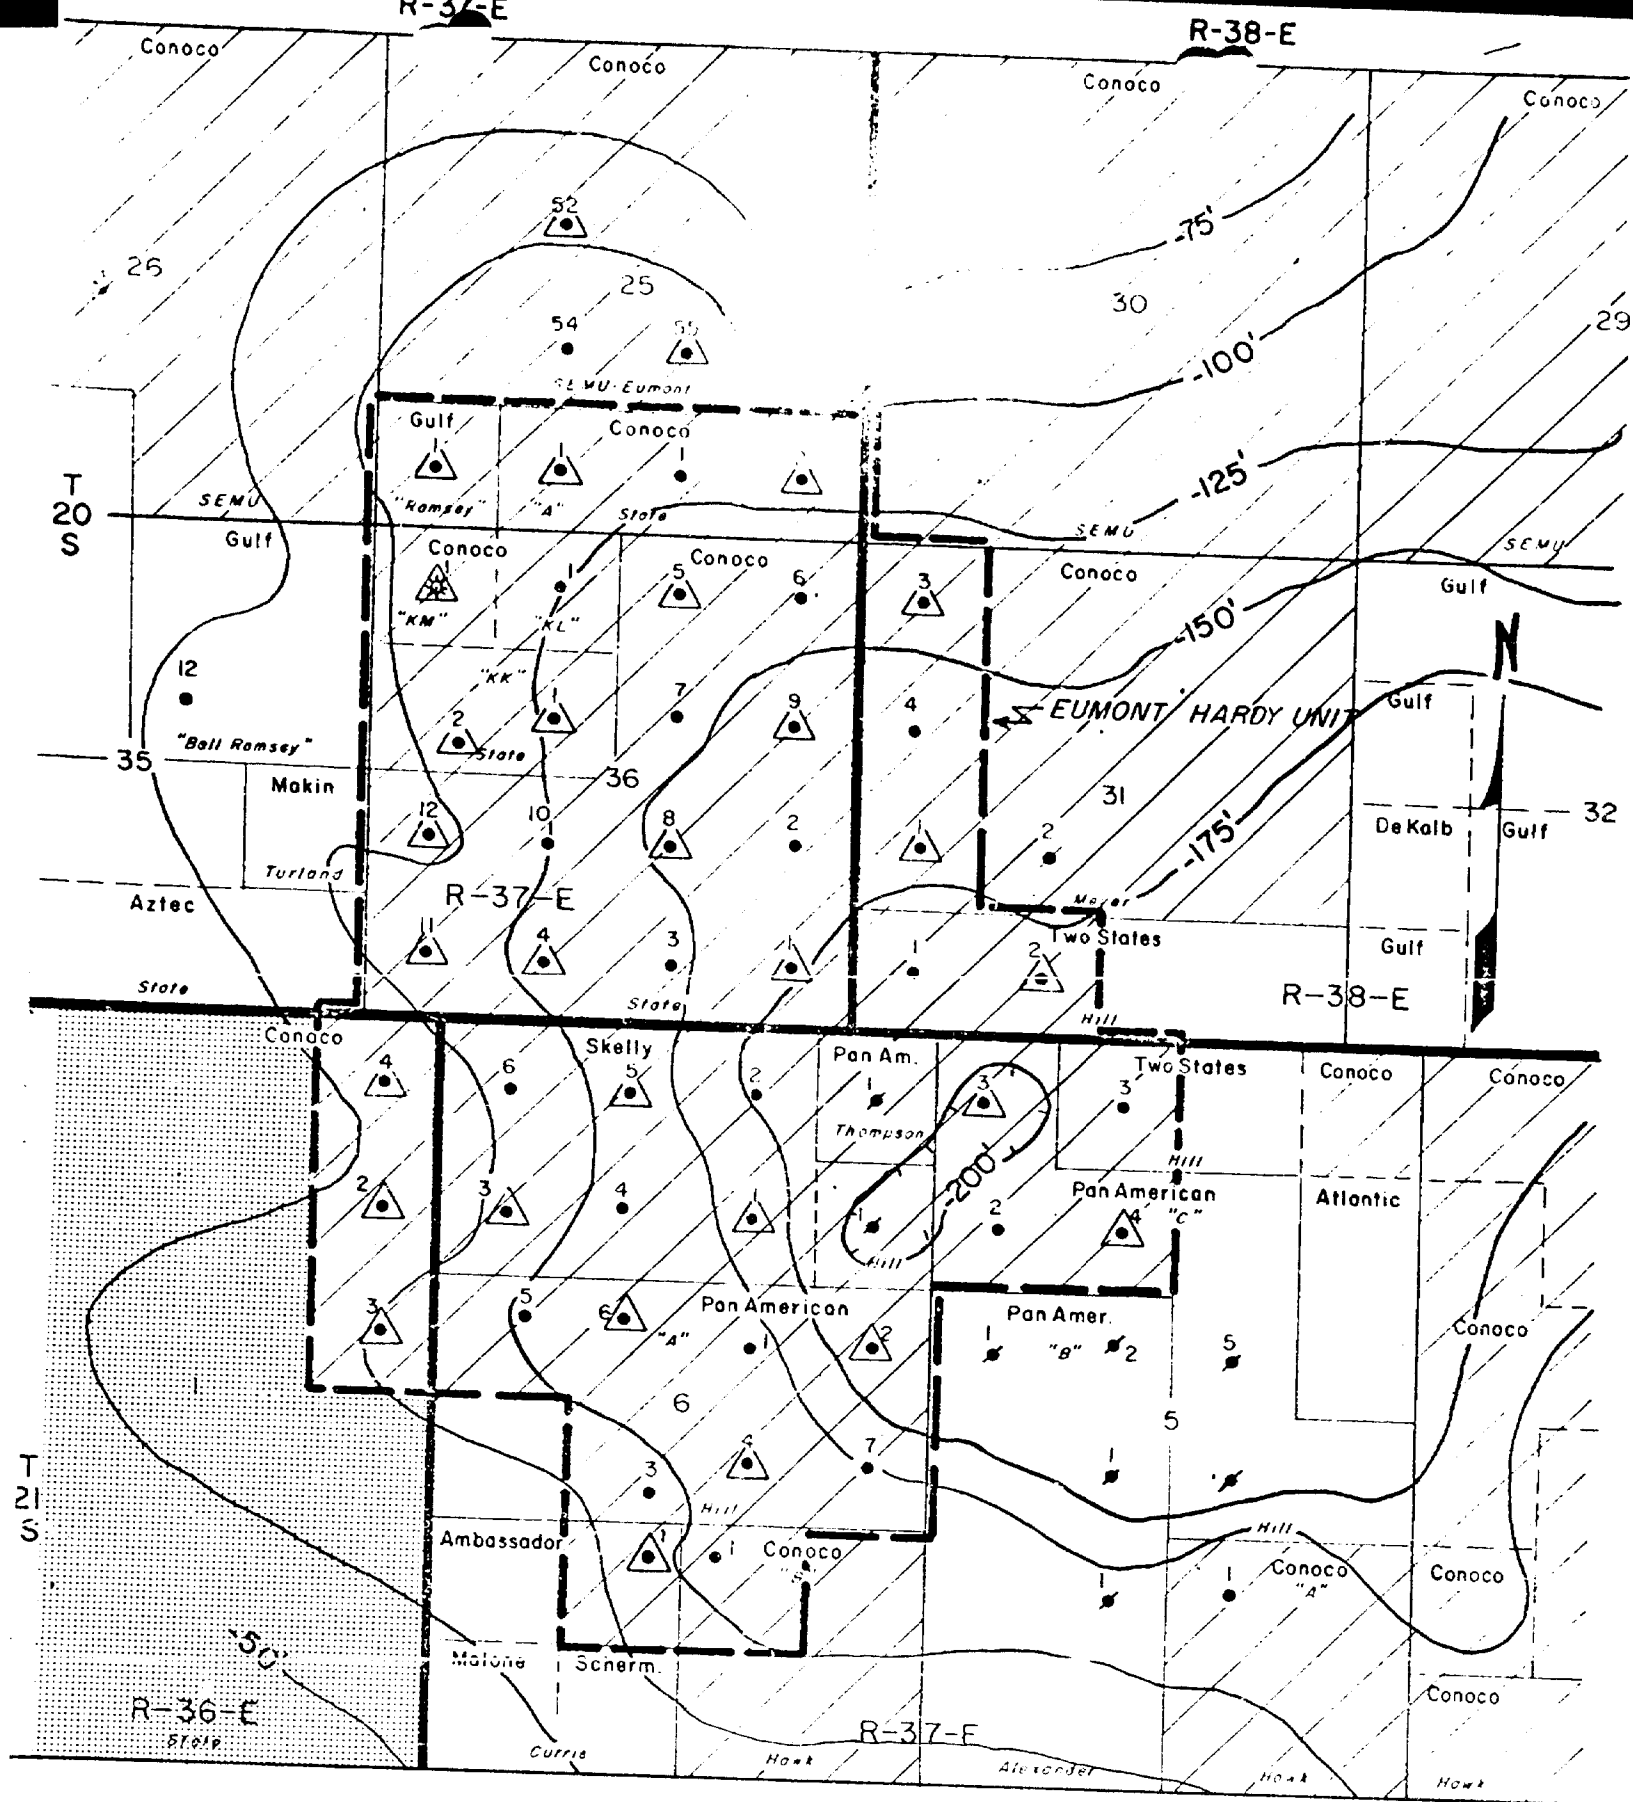 R-37-E
R-38-E
Conoco
Conoco
Conoco
Conoco
52
26
25
-75'
30
29
54
55
-100'
SEMU-Eumont
Gulf
Conoco
1
1
1
-125'
T
20
S
SEMU
"Ramsey"
"A"
State
SEMU
SEMU
Gulf
Conoco
Conoco
Conoco
Gulf
1
1
5
6
3
"KM"
"KL"
-150'
N
12
"KK"
1
7
9
4
Gulf
2
EUMONT HARDY UNIT
"Ball Ramsey"
State
35
36
Makin
31
32
12
10
8
2
1
2
-175'
De Kalb
Gulf
Turland
Aztec
R-37-E
Meyer
11
4
3
1
1
Two States
2
Gulf
State
State
R-38-E
Hill
Conoco
Skelly
Pan Am.
Two States
Conoco
Conoco
4
6
5
2
1
3
3
Thompson
Hill
2
3
4
1
1
-200'
2
Pan American
"C"
4
Atlantic
Hill
3
5
6
"A"
Pan American
1
2
Pan Amer.
1
"B"
2
5
Conoco
1
6
5
T
21
S
3
4
7
1
Hill
Hill
Ambassador
1
1
Conoco
1
1
Conoco
"A"
Conoco
-50'
Malone
Scherm.
Conoco
R-36-E
State
R-37-E
Currie
Hawk
Alexander
Hawk
Hawk